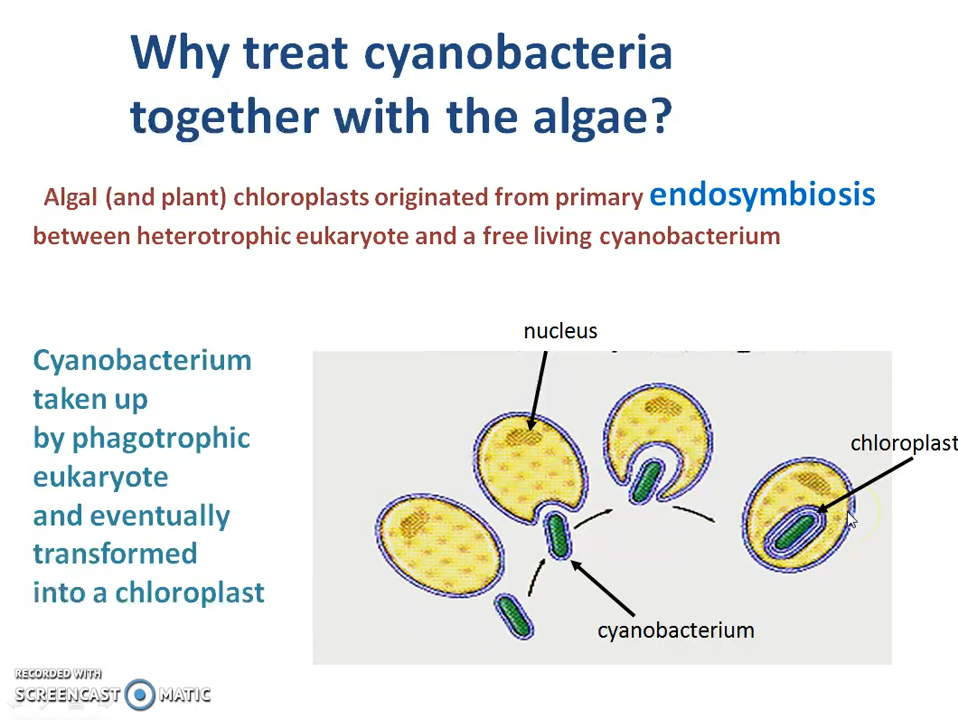 Why treat cyanobacteria
together with the algae?
Algal (and plant) chloroplasts originated from primary endosymbiosis
between heterotrophic eukaryote and a free living cyanobacterium
nucleus
Cyanobacterium
taken up
by phagotrophic
eukaryote
and eventually
transformed
into a chloroplast
chloroplast
cyanobacterium
RECORDED WITH
SCREENCAST MATIC